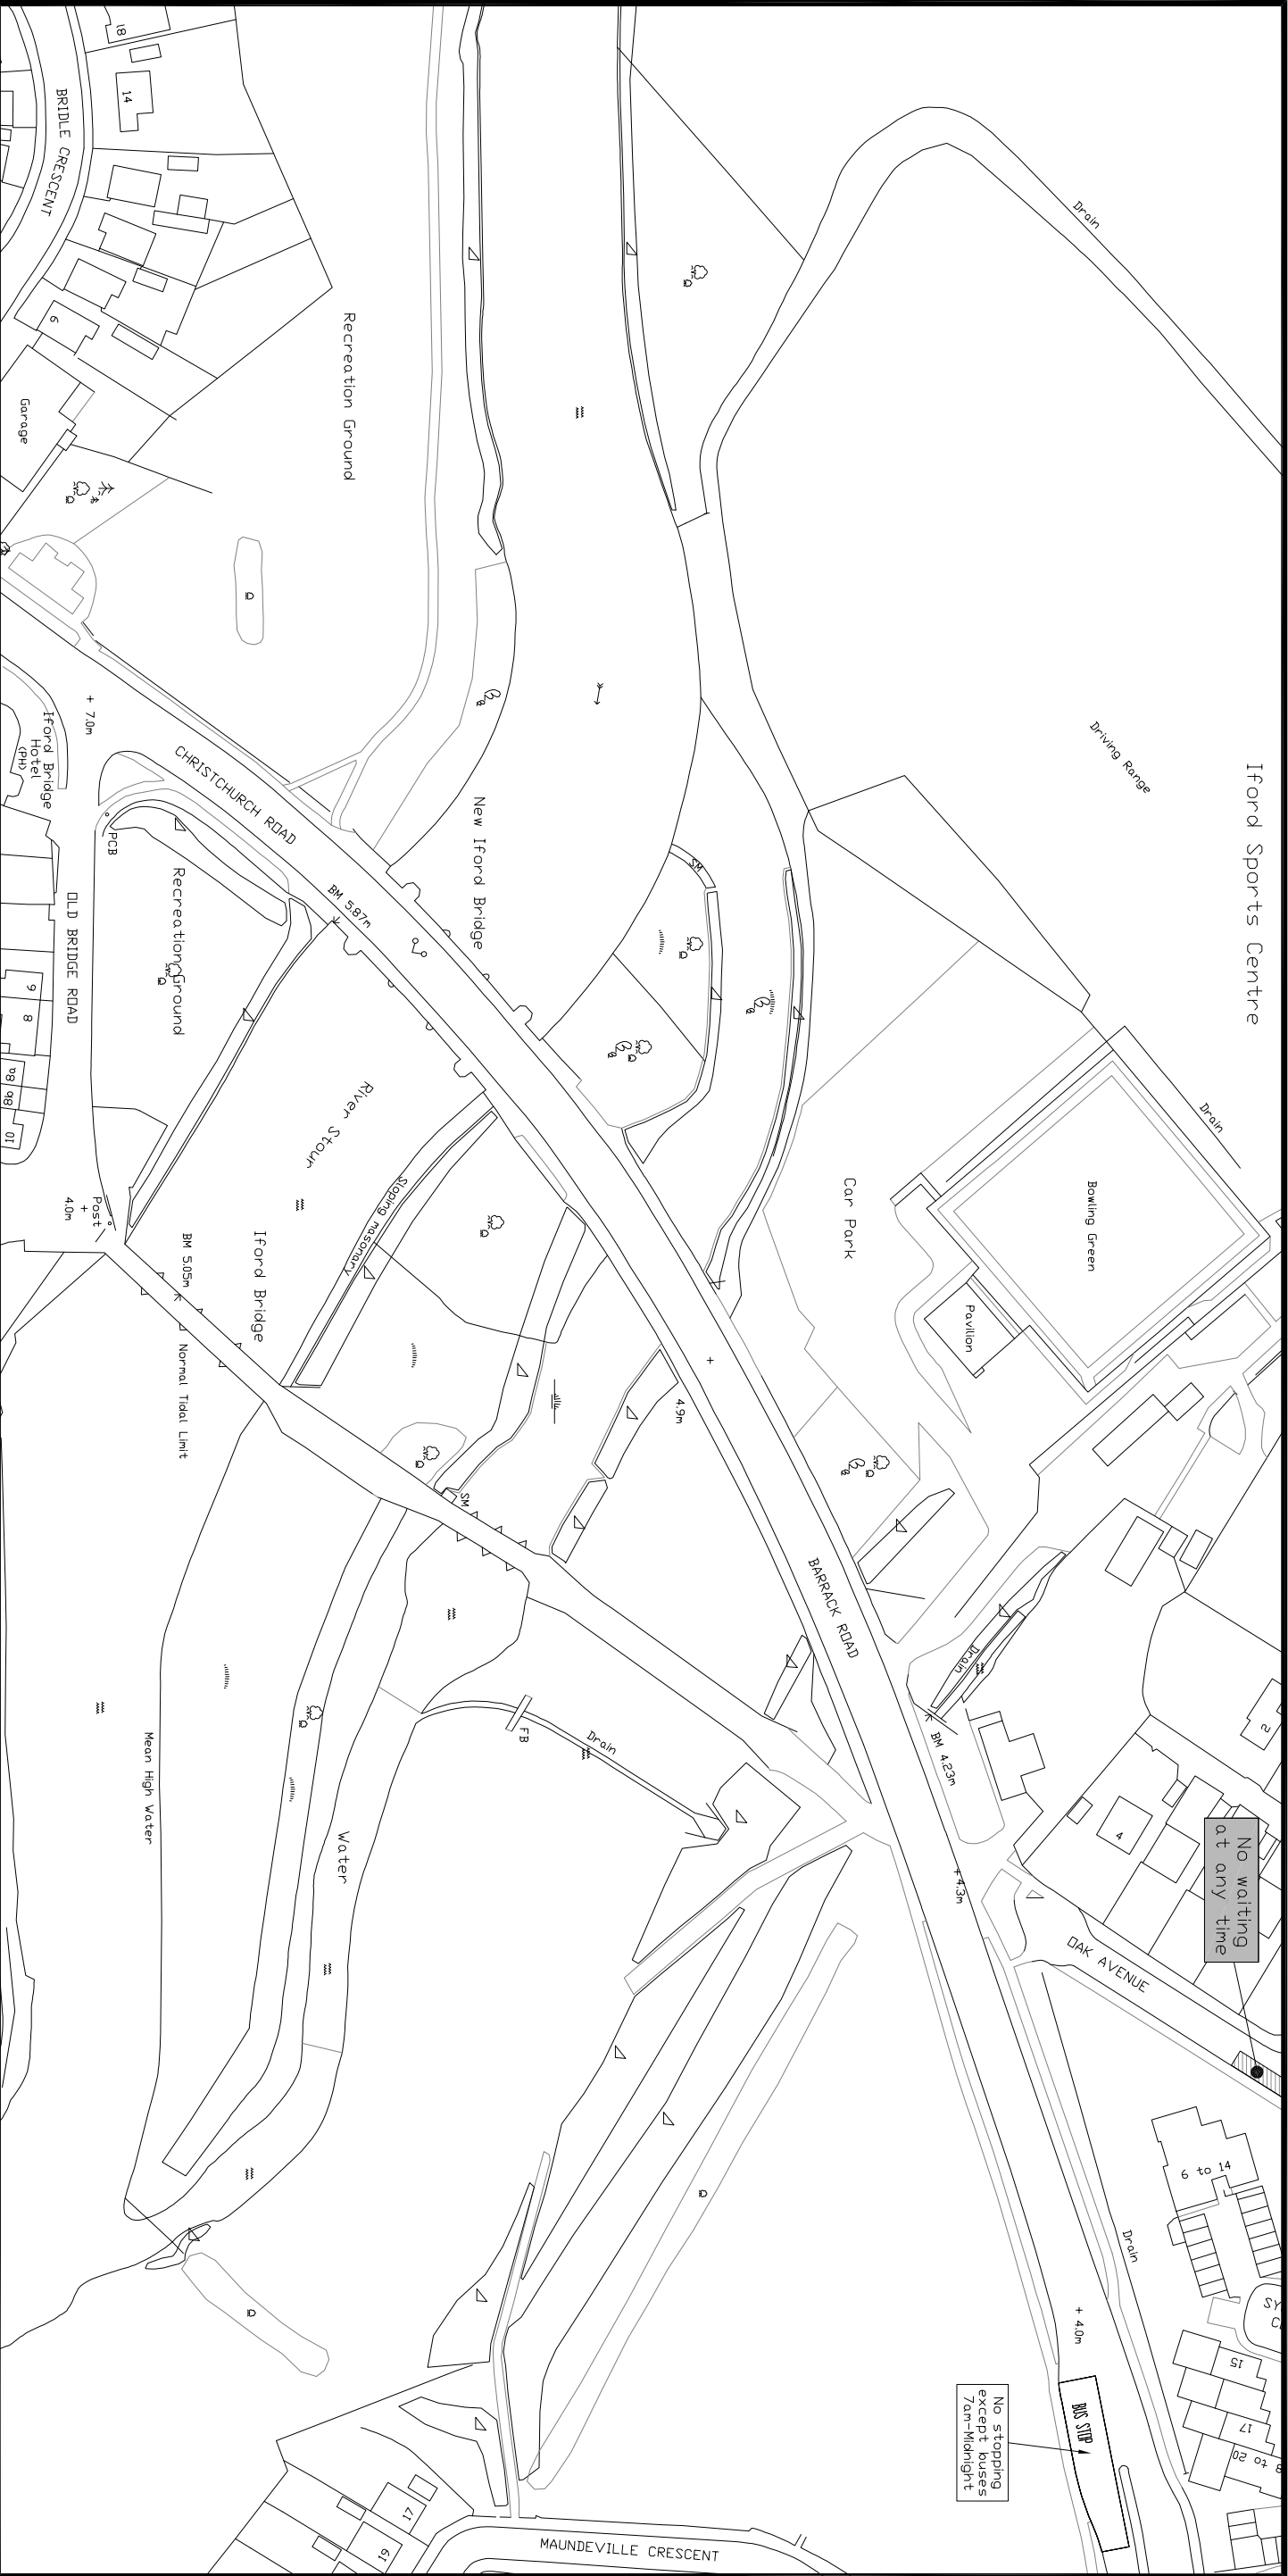 18
14
BRIDLE CRESCENT
6
Garage
Recreation Ground
Drain
Driving Range
Iford Sports Centre
+ 7.0m
Iford Bridge
Hotel
(PH)
CHRISTCHURCH ROAD
PCB
Recreation Ground
OLD BRIDGE ROAD
9
8
8a
8b
10
BM 5.87m
New Iford Bridge
SM
River Stour
Sloping masonary
Post
+
4.0m
BM 5.05m
Iford Bridge
Normal Tidal Limit
Car Park
Bowling Green
Drain
Pavilion
4.9m
SM
BARRACK ROAD
Drain
BM 4.23m
FB
Drain
Mean High Water
Water
2
4
+ 4.3m
No waiting
at any time
OAK AVENUE
6 to 14
Drain
15
17
+ 4.0m
BUS STOP
No stopping
except buses
7am-Midnight
17
19
MAUNDEVILLE CRESCENT